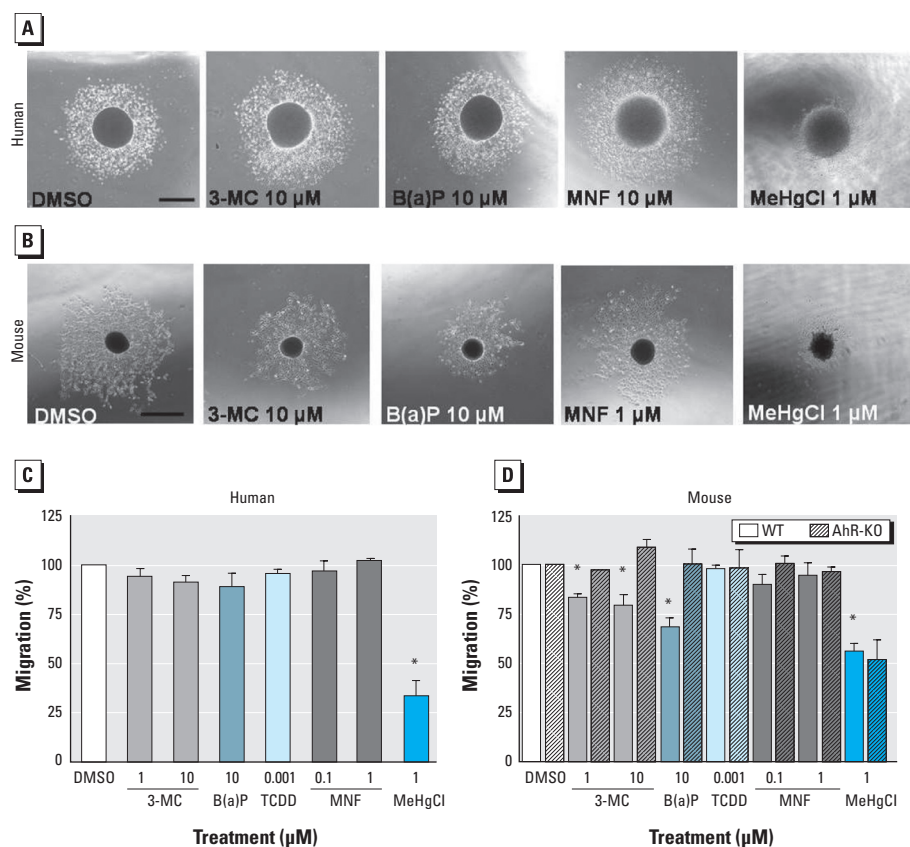 A
Human
DMSO
3-MC 10 µM
B(a)P 10 µM
MNF 10 µM
MeHgCl 1 µM
B
Mouse
DMSO
3-MC 10 µM
B(a)P 10 µM
MNF 1 µM
MeHgCl 1 µM
C
Human
Migration (%)
125
100
75
50
25
0
*
DMSO 1 10 10 0.001 0.1 1 1
3-MC B(a)P TCDD MNF MeHgCl
Treatment (µM)
D
Mouse
WT AhR-KO
Migration (%)
125
100
75
50
25
0
* * * *
DMSO 1 10 10 0.001 0.1 1 1
3-MC B(a)P TCDD MNF MeHgCl
Treatment (µM)